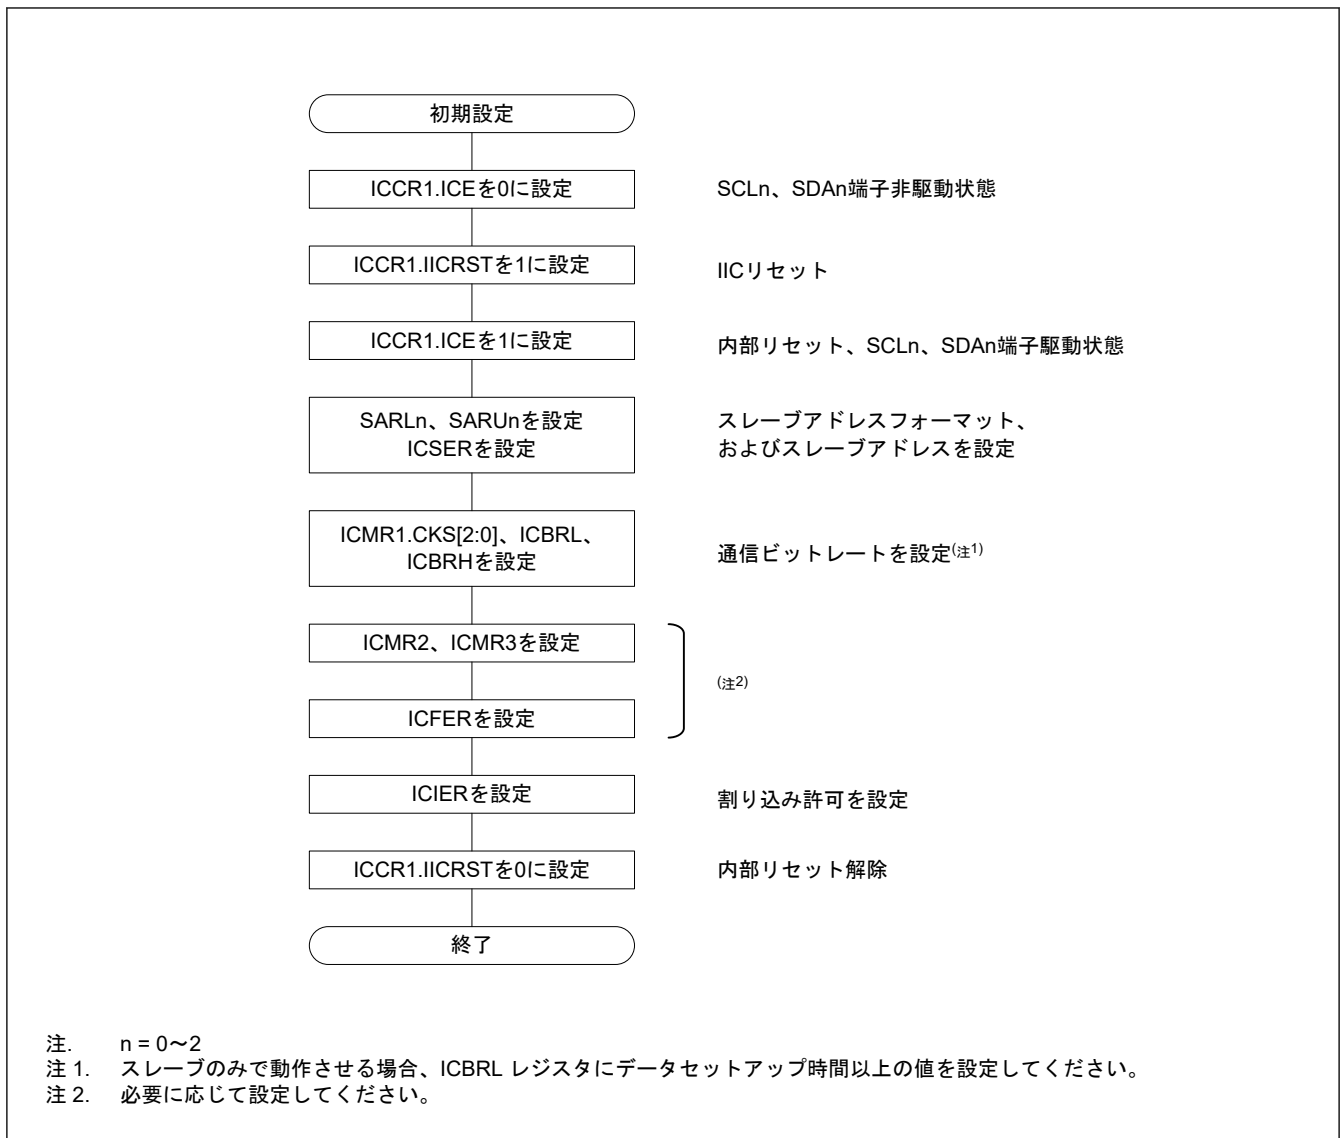 初期設定
ICCR1.ICEを0に設定
SCLn、SDAn端子非駆動状態
ICCR1.IICRSTを1に設定
IICリセット
ICCR1.ICEを1に設定
内部リセット、SCLn、SDAn端子駆動状態
SARLn、SARUnを設定
ICSERを設定
スレーブアドレスフォーマット、
およびスレーブアドレスを設定
ICMR1.CKS[2:0]、ICBRL、
ICBRHを設定
通信ビットレートを設定(注1)
ICMR2、ICMR3を設定
(注2)
ICFERを設定
ICIERを設定
割り込み許可を設定
ICCR1.IICRSTを0に設定
内部リセット解除
終了
注. n = 0～2
注 1. スレーブのみで動作させる場合、ICBRL レジスタにデータセットアップ時間以上の値を設定してください。
注 2. 必要に応じて設定してください。